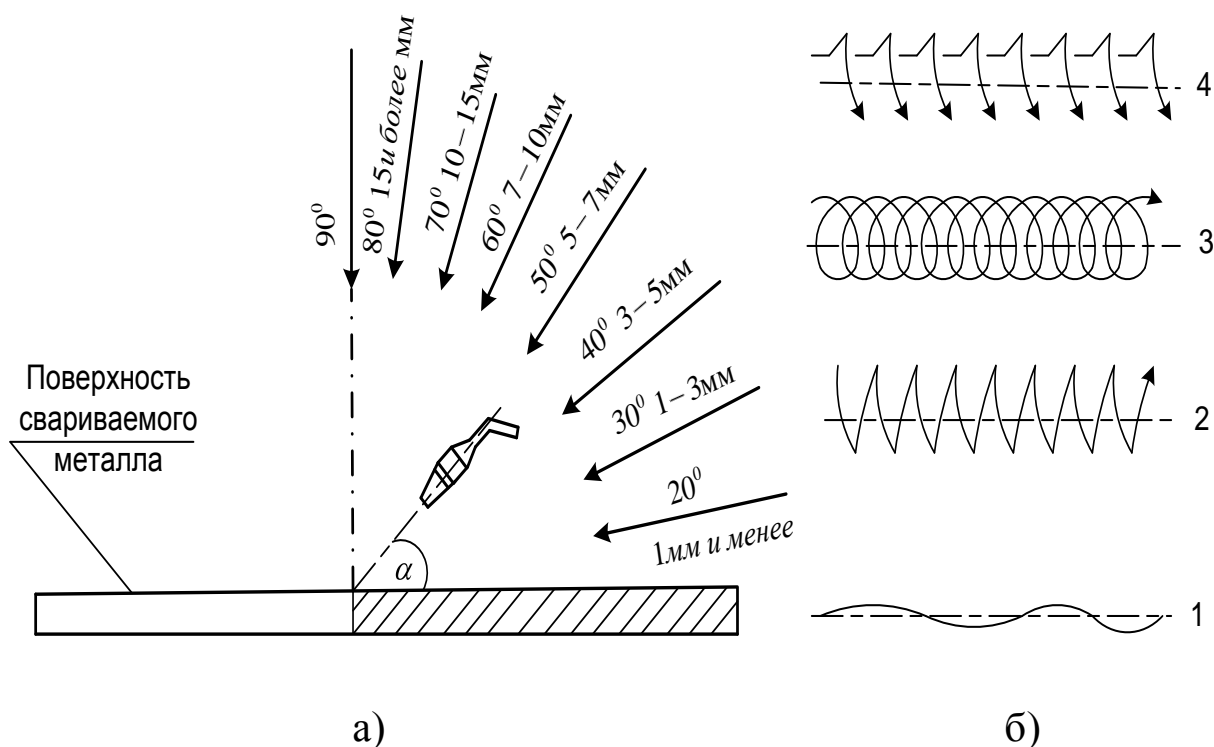 90⁰
80⁰ 15и более мм
70⁰ 10–15мм
60⁰ 7–10мм
50⁰ 5–7мм
40⁰ 3–5мм
30⁰ 1–3мм
20⁰
1мм и менее
Поверхность
свариваемого
металла
α
а)
4
3
2
1
б)